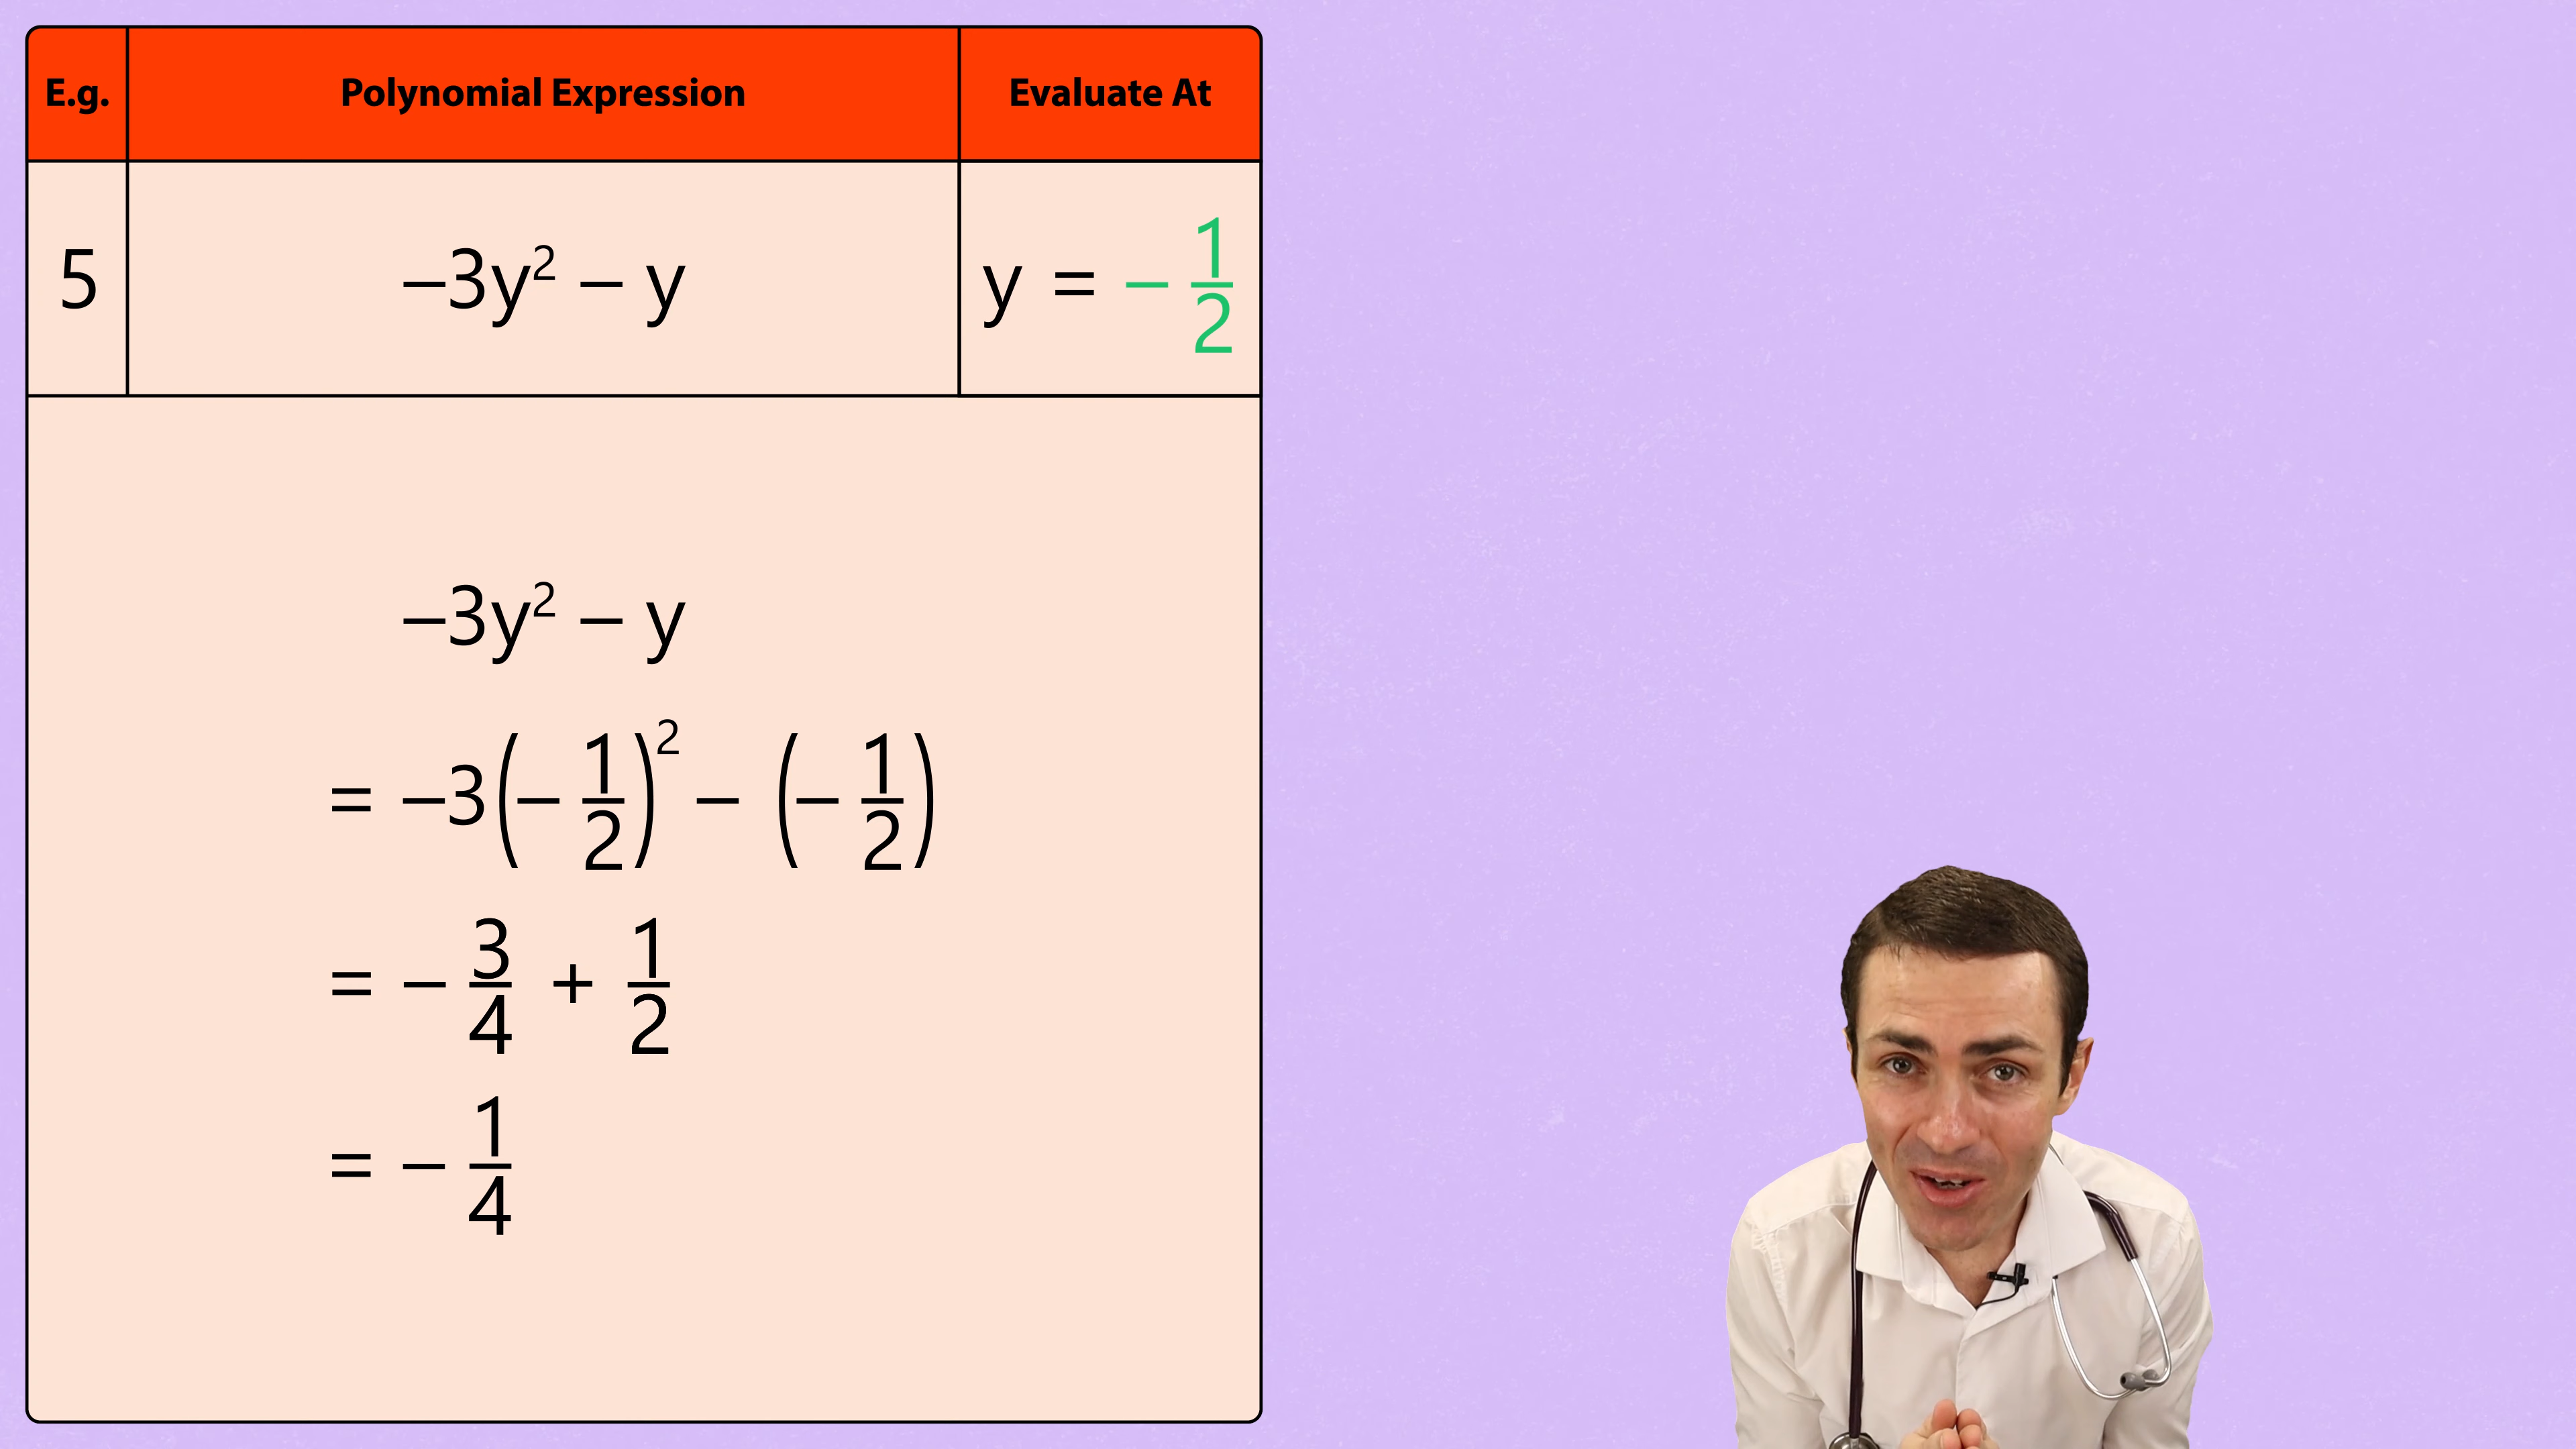 E.g. Polynomial Expression Evaluate At
5 −3y² − y y = − 1/2
−3y² − y
= −3(− 1/2)² − (− 1/2)
= − 3/4 + 1/2
= − 1/4